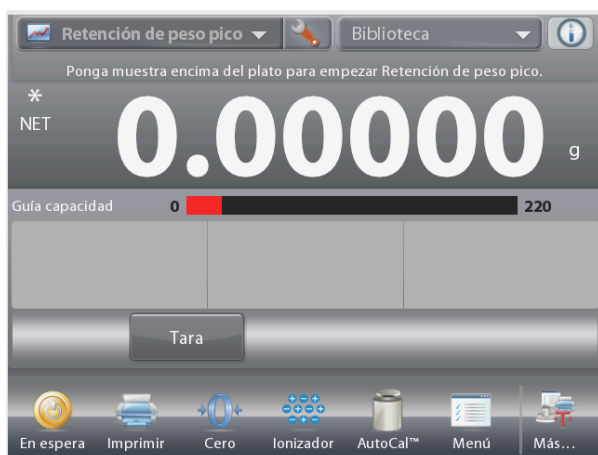 Retención de peso pico Biblioteca
Ponga muestra encima del plato para empezar Retención de peso pico.
*
NET
0.00000 g
Guía capacidad 0 220
Tara
En espera Imprimir Cero Ionizador AutoCal™ Menú Más...